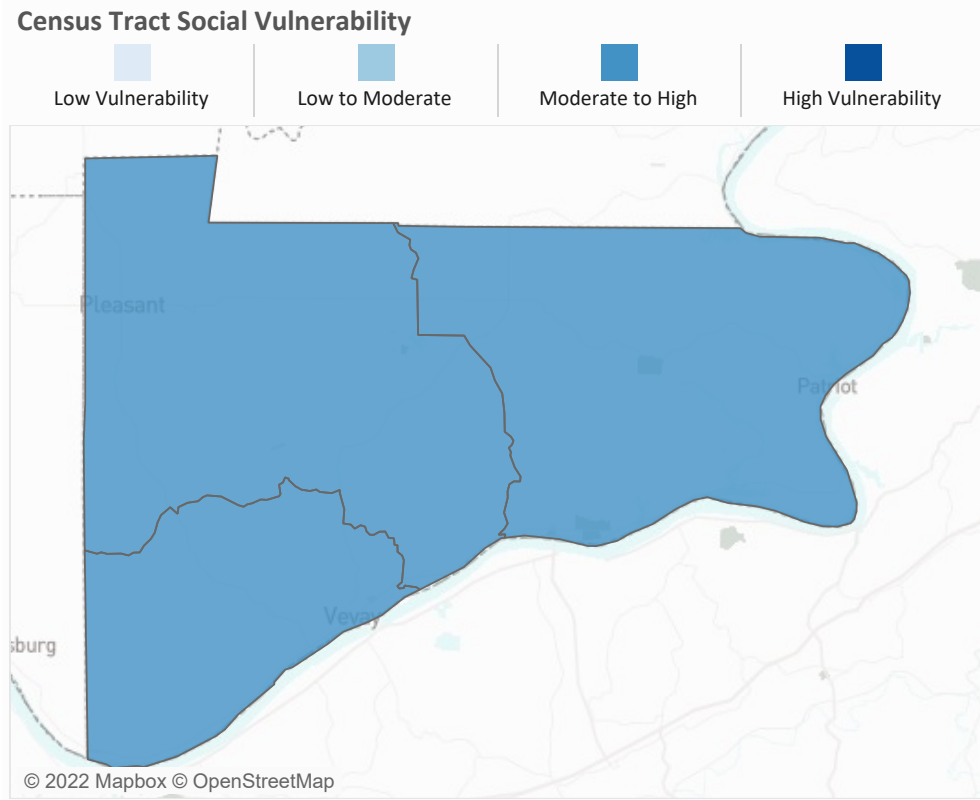 Census Tract Social Vulnerability
Low Vulnerability
Low to Moderate
Moderate to High
High Vulnerability
Pleasant
Patriot
Vevay
sburg
© 2022 Mapbox © OpenStreetMap